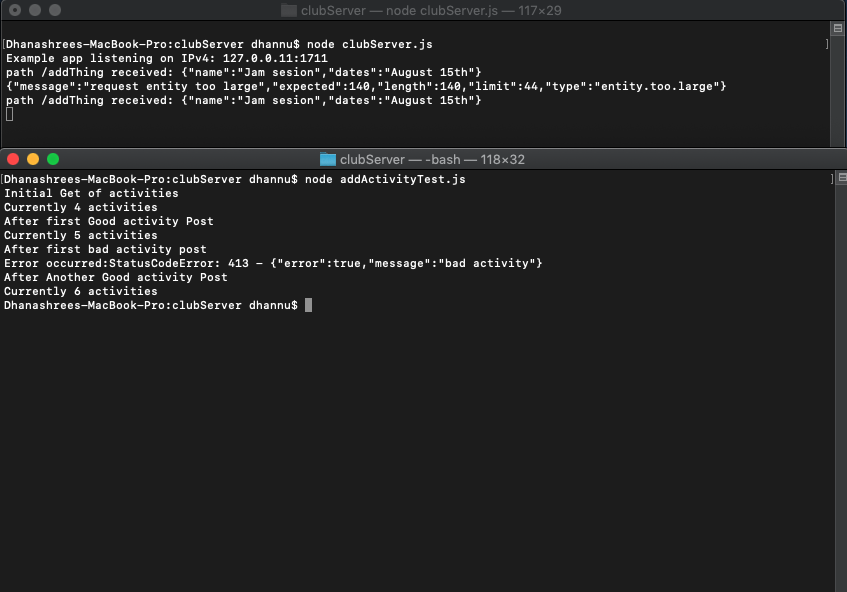 clubServer — node clubServer.js — 117×29
[Dhanashrees-MacBook-Pro:clubServer dhannu$ node clubServer.js ]
Example app listening on IPv4: 127.0.0.11:1711
path /addThing received: {"name":"Jam sesion","dates":"August 15th"}
{"message":"request entity too large","expected":140,"length":140,"limit":44,"type":"entity.too.large"}
path /addThing received: {"name":"Jam sesion","dates":"August 15th"}
clubServer — -bash — 118×32
[Dhanashrees-MacBook-Pro:clubServer dhannu$ node addActivityTest.js ]
Initial Get of activities
Currently 4 activities
After first Good activity Post
Currently 5 activities
After first bad activity post
Error occurred:StatusCodeError: 413 - {"error":true,"message":"bad activity"}
After Another Good activity Post
Currently 6 activities
Dhanashrees-MacBook-Pro:clubServer dhannu$